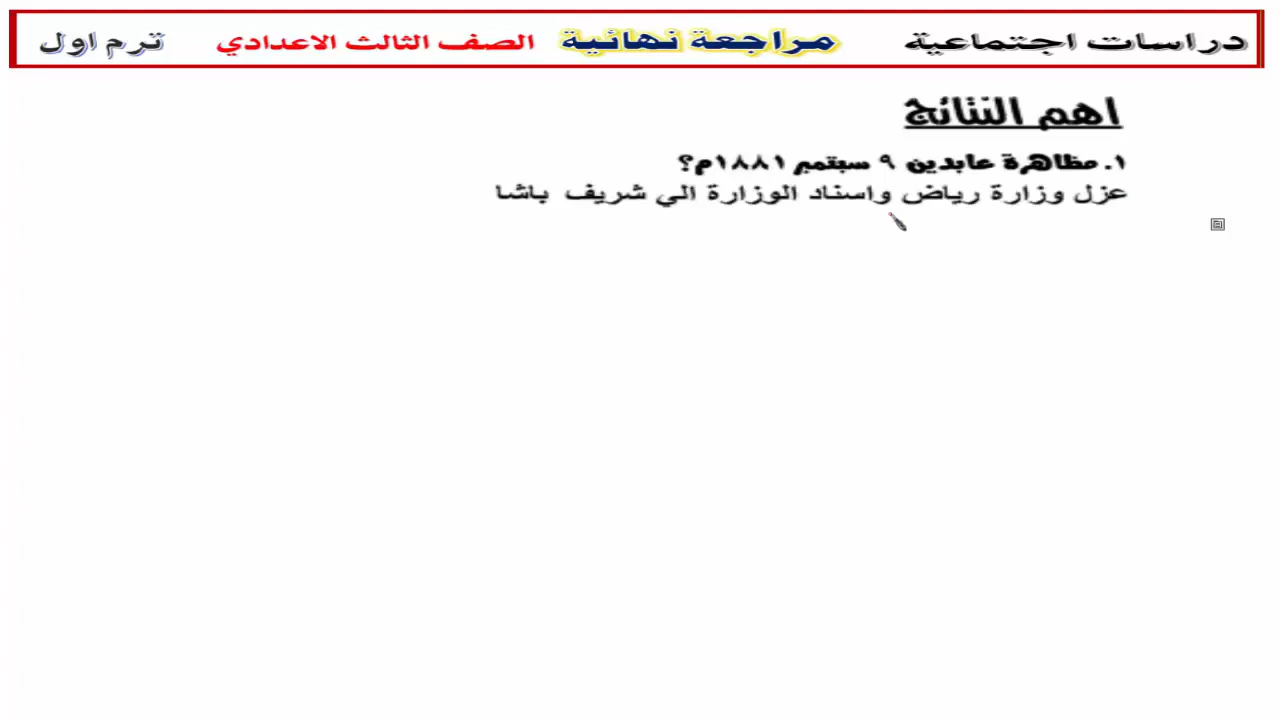 دراسات اجتماعية مراجعة نهائية الصف الثالث الاعدادي ترم اول
اهم النتائج
١. مظاهرة عابدين ٩ سبتمبر ١٨٨١م؟
عزل وزارة رياض واسناد الوزارة الي شريف باشا